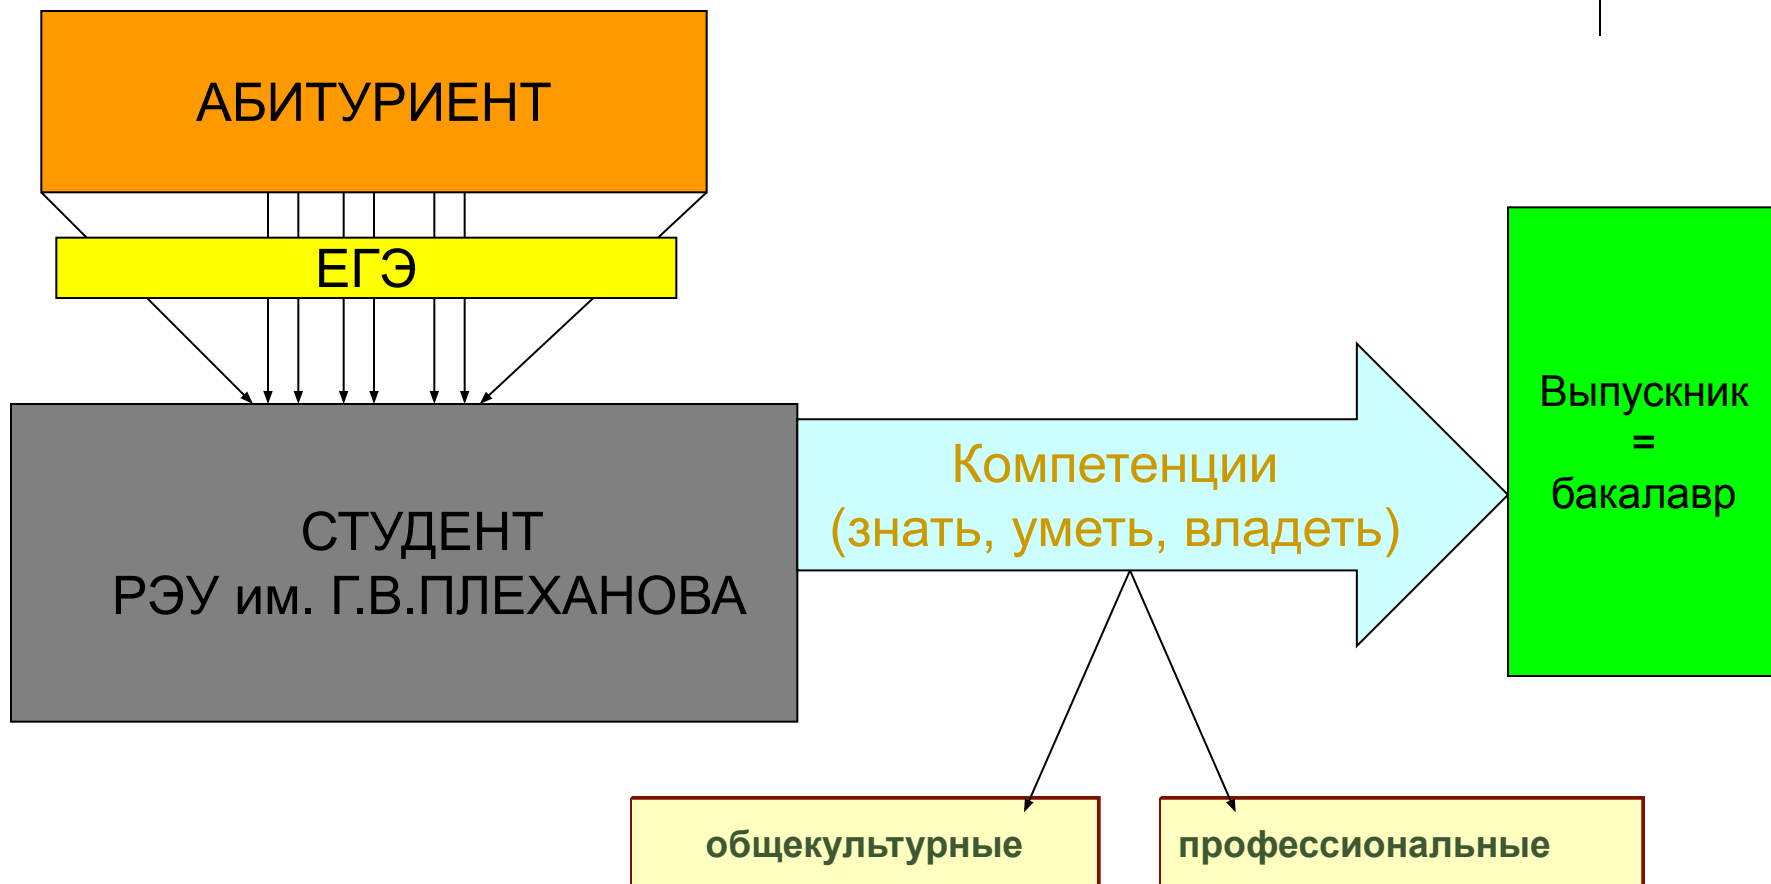 АБИТУРИЕНТ
ЕГЭ
СТУДЕНТ
РЭУ им. Г.В.ПЛЕХАНОВА
Компетенции
(знать, уметь, владеть)
Выпускник
=
бакалавр
общекультурные
профессиональные